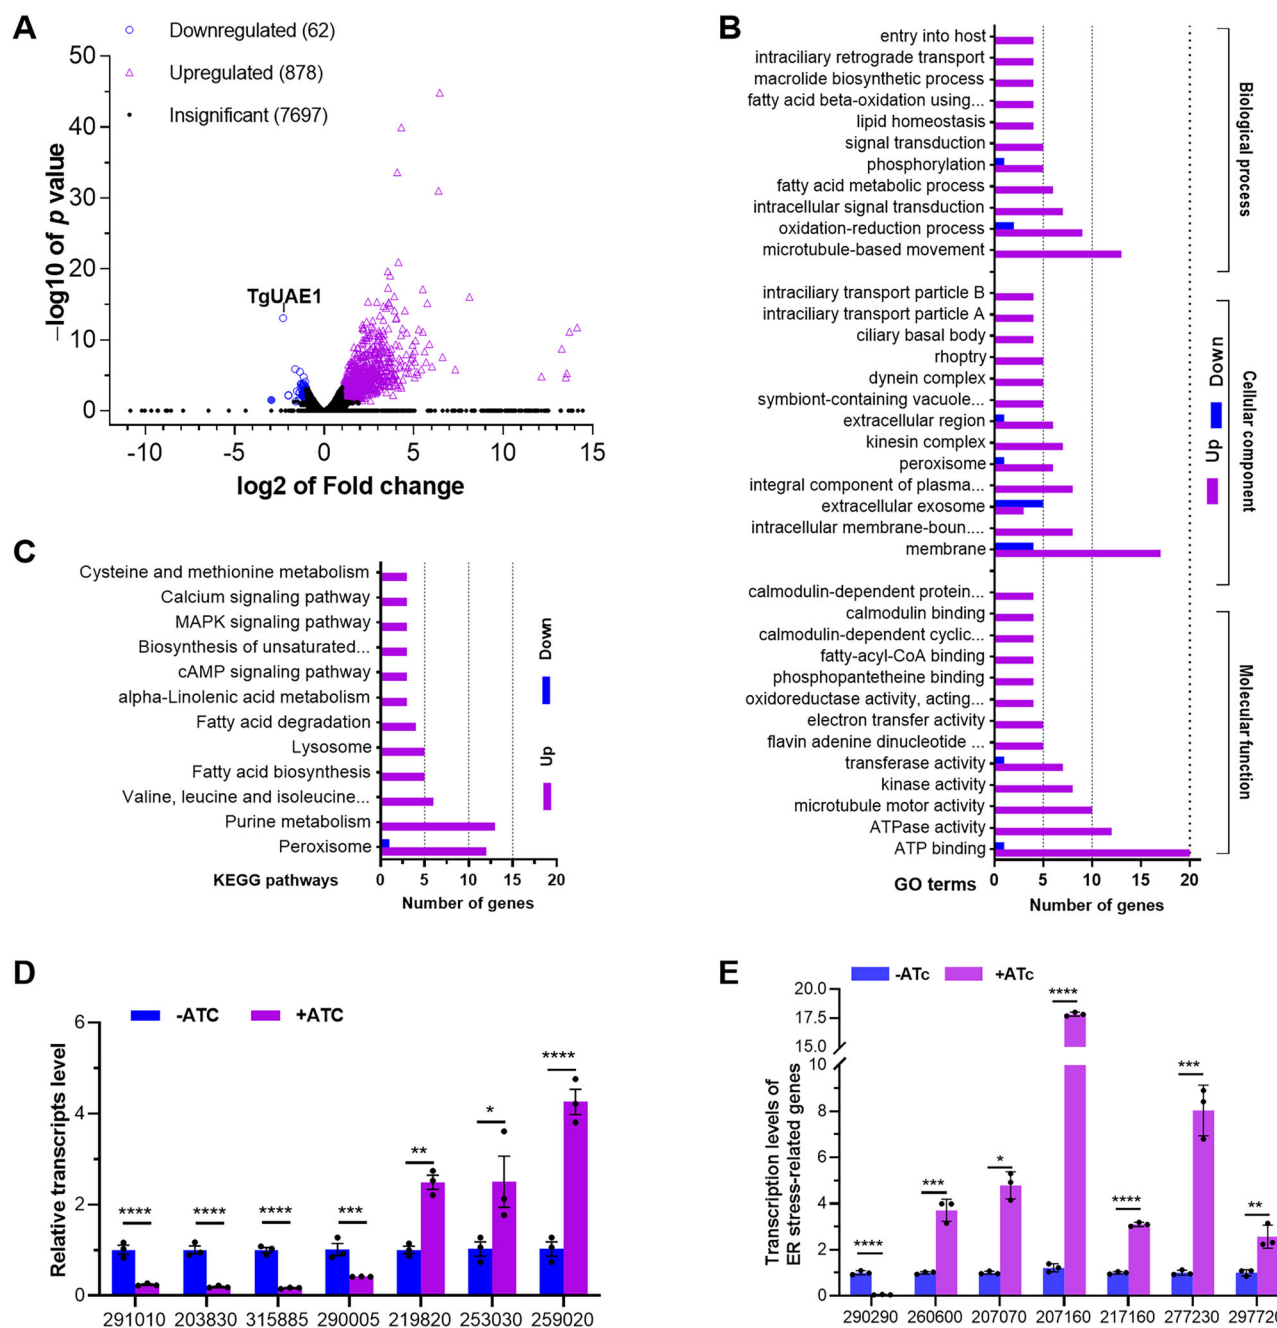 A
Downregulated (62)
Upregulated (878)
Insignificant (7697)
50
40
30
20
10
0
−log10 of p value
TgUAE1
-10
-5
0
5
10
15
log2 of Fold change
B
entry into host
intraciliary retrograde transport
macrolide biosynthetic process
fatty acid beta-oxidation using...
lipid homeostasis
signal transduction
phosphorylation
fatty acid metabolic process
intracellular signal transduction
oxidation-reduction process
microtubule-based movement
Biological process
intraciliary transport particle B
intraciliary transport particle A
ciliary basal body
rhoptry
dynein complex
symbiont-containing vacuole...
extracellular region
kinesin complex
peroxisome
integral component of plasma...
extracellular exosome
intracellular membrane-boun....
membrane
Cellular component
Down
Up
calmodulin-dependent protein...
calmodulin binding
calmodulin-dependent cyclic...
fatty-acyl-CoA binding
phosphopantetheine binding
oxidoreductase activity, acting...
electron transfer activity
flavin adenine dinucleotide ...
transferase activity
kinase activity
microtubule motor activity
ATPase activity
ATP binding
Molecular function
0
5
10
15
20
GO terms
Number of genes
C
Cysteine and methionine metabolism
Calcium signaling pathway
MAPK signaling pathway
Biosynthesis of unsaturated...
cAMP signaling pathway
alpha-Linolenic acid metabolism
Fatty acid degradation
Lysosome
Fatty acid biosynthesis
Valine, leucine and isoleucine...
Purine metabolism
Peroxisome
Down
Up
0
5
10
15
20
KEGG pathways
Number of genes
D
-ATC
+ATC
6
4
2
0
Relative transcripts level
****
****
****
***
**
*
****
291010
203830
315885
290005
219820
253030
259020
E
-ATc
+ATc
20.0
17.5
15.0
10
8
6
4
2
0
Transcription levels of
ER stress-related genes
****
***
*
****
****
***
**
290290
260600
207070
207160
217160
277230
297720